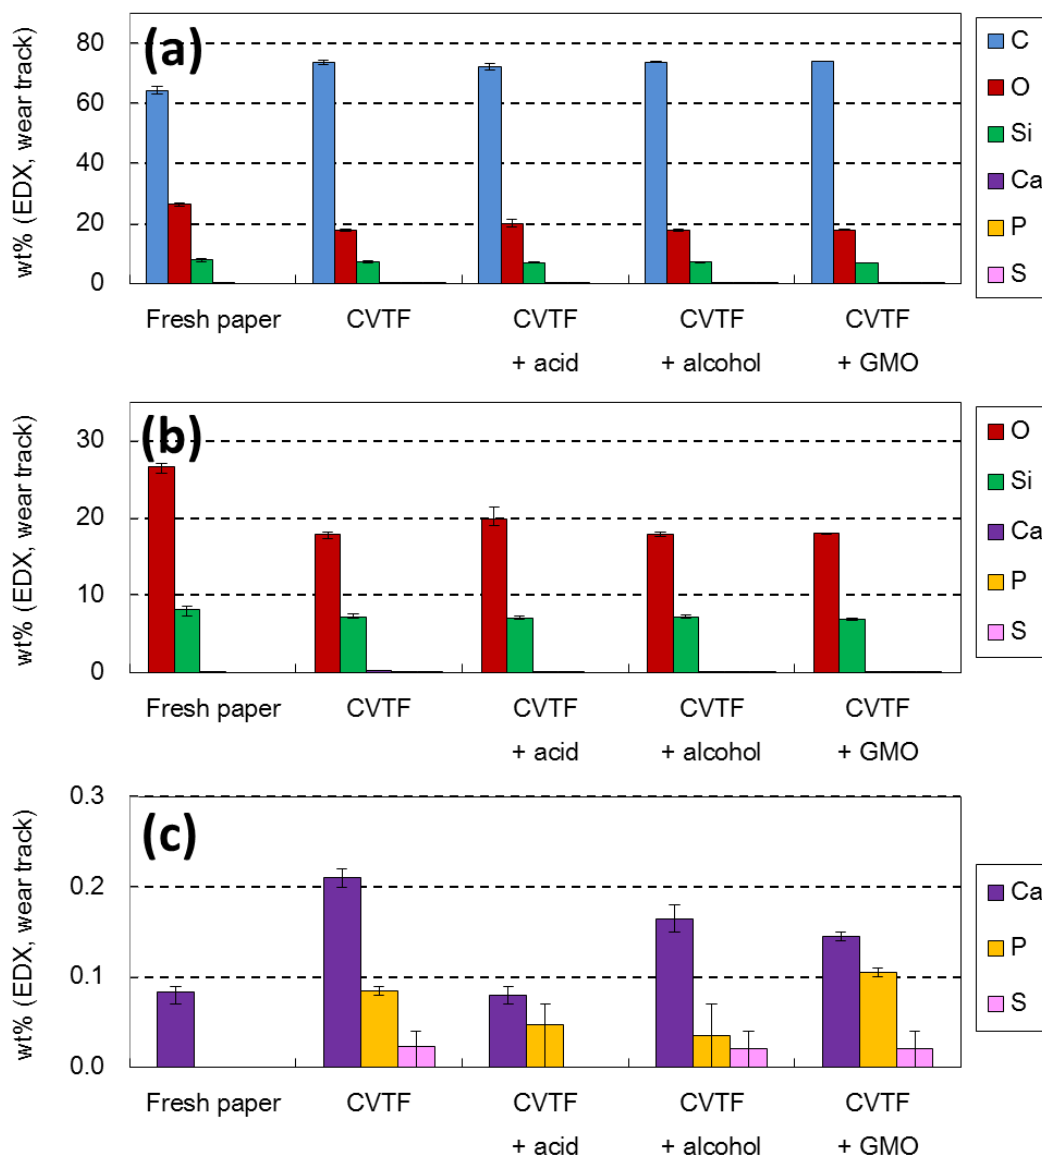 (a)
wt% (EDX, wear track)
80
60
40
20
0
Fresh paper
CVTF
CVTF
+ acid
CVTF
+ alcohol
CVTF
+ GMO
C
O
Si
Ca
P
S
(b)
wt% (EDX, wear track)
30
20
10
0
Fresh paper
CVTF
CVTF
+ acid
CVTF
+ alcohol
CVTF
+ GMO
O
Si
Ca
P
S
(c)
wt% (EDX, wear track)
0.3
0.2
0.1
0.0
Fresh paper
CVTF
CVTF
+ acid
CVTF
+ alcohol
CVTF
+ GMO
Ca
P
S